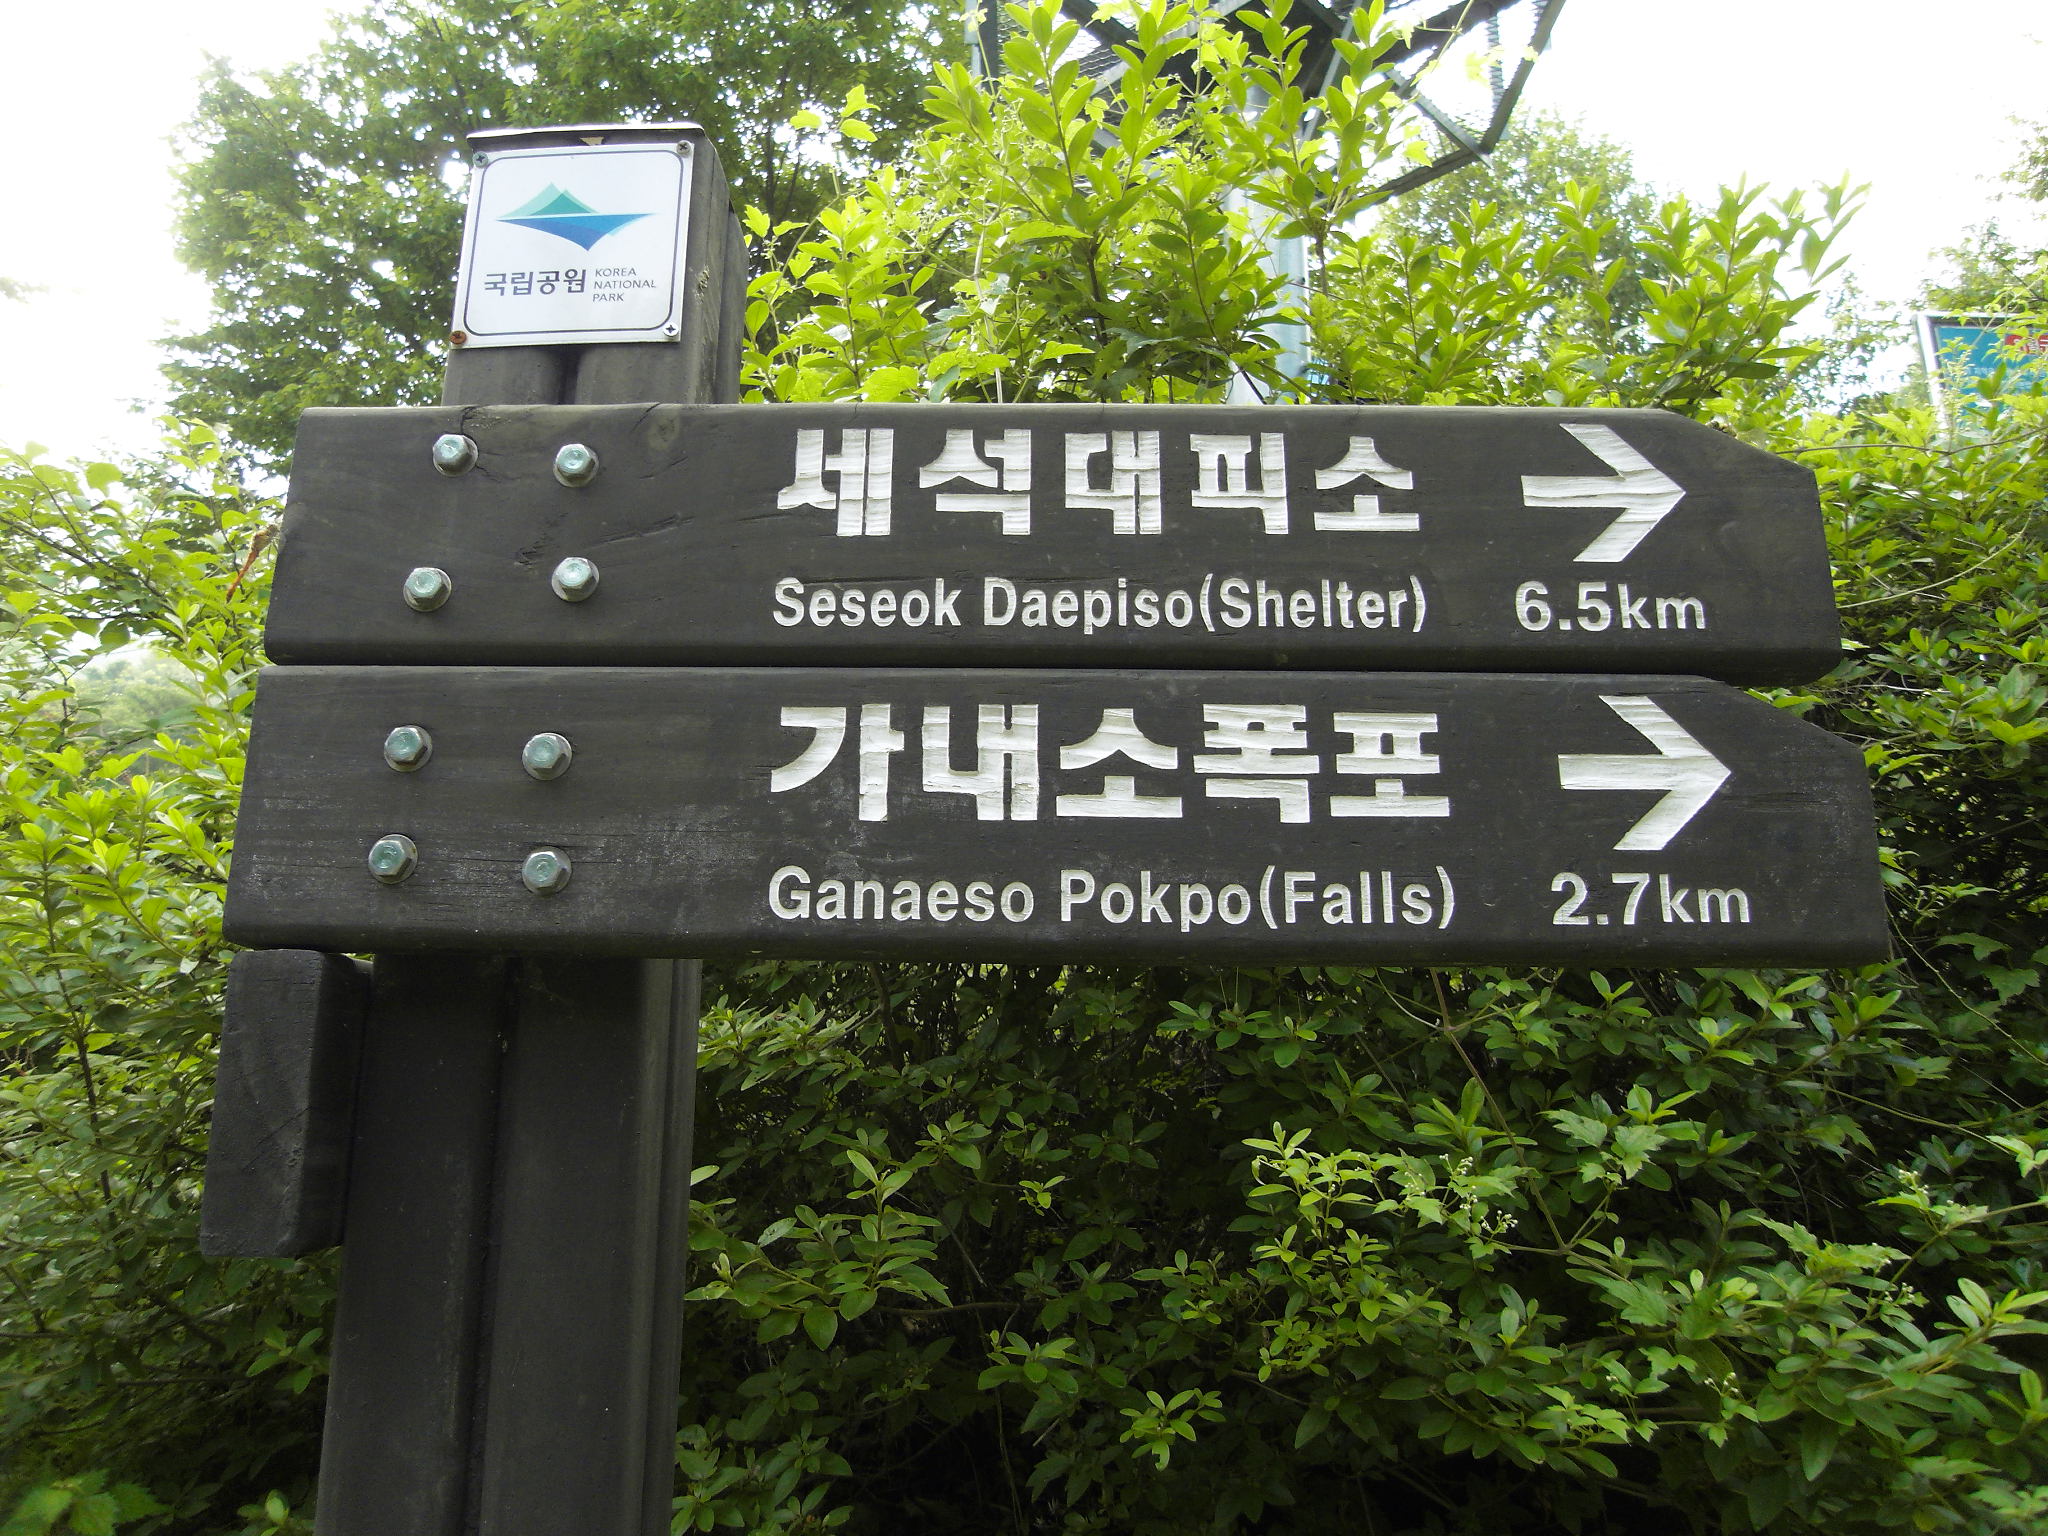 국립공원 KOREA
NATIONAL
PARK
세석대피소 →
Seseok Daepiso(Shelter) 6.5km
가내소폭포 →
Ganaeso Pokpo(Falls) 2.7km